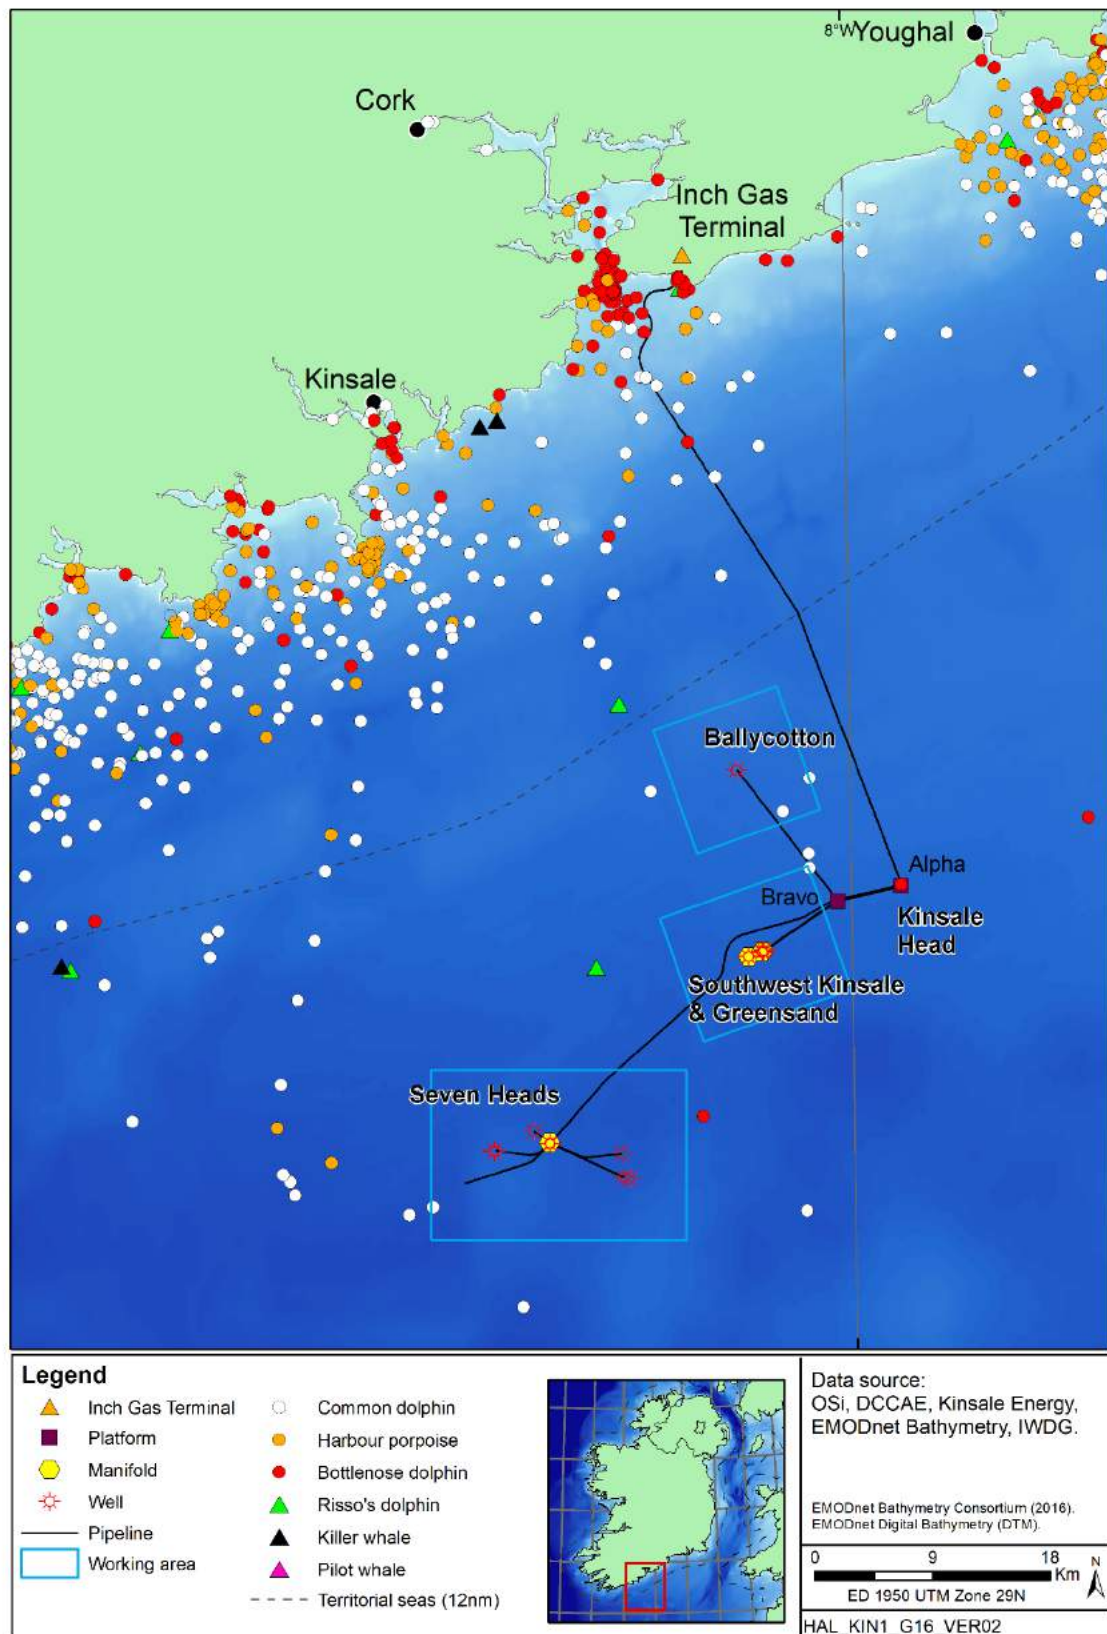 8°W
Youghal
Cork
Inch Gas
Terminal
Kinsale
Ballycotton
Alpha
Bravo
Kinsale
Head
Southwest Kinsale
& Greensand
Seven Heads
Legend
Inch Gas Terminal
Platform
Manifold
Well
Pipeline
Working area
Common dolphin
Harbour porpoise
Bottlenose dolphin
Risso's dolphin
Killer whale
Pilot whale
Territorial seas (12nm)
Data source:
OSi, DCCAE, Kinsale Energy,
EMODnet Bathymetry, IWDG.
EMODnet Bathymetry Consortium (2016).
EMODnet Digital Bathymetry (DTM).
0 9 18
Km
N
ED 1950 UTM Zone 29N
HAL_KIN1_G16_VER02